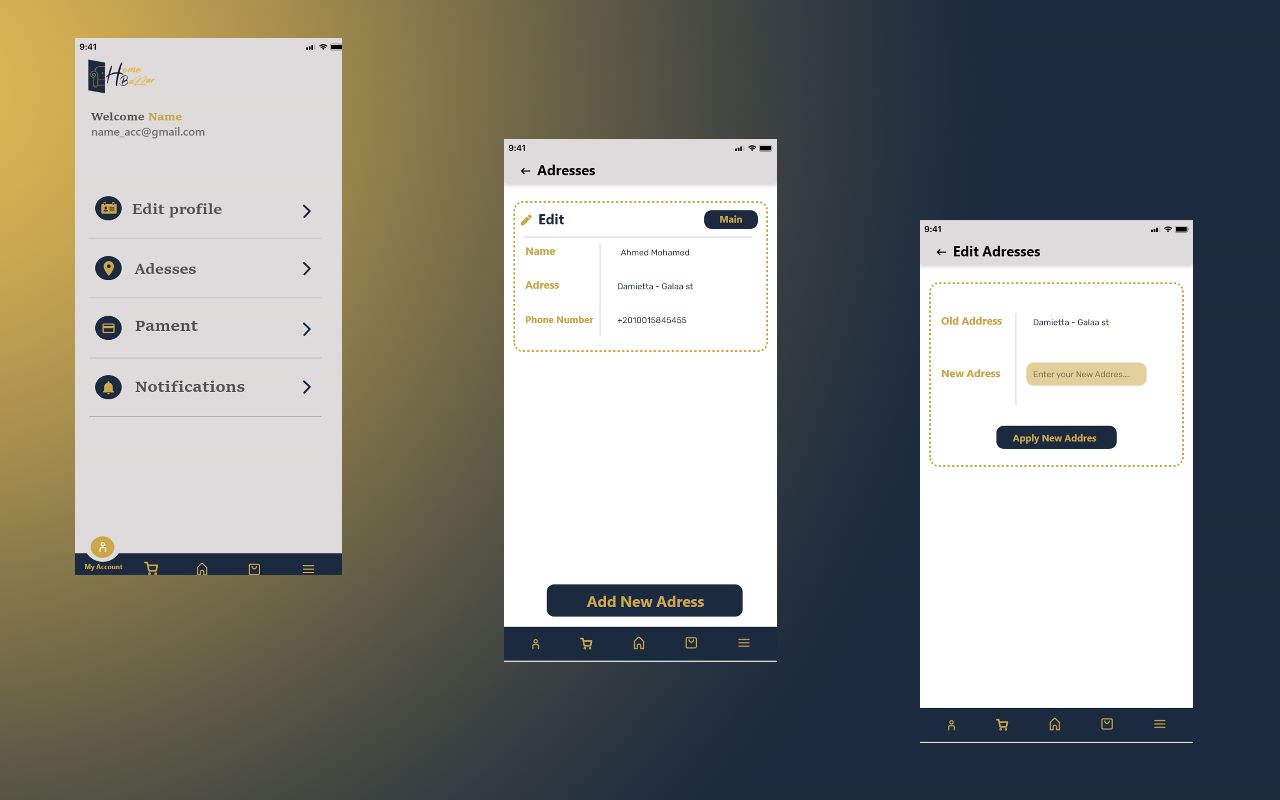 9:41
Home
BaZZar
Welcome Name
name_acc@gmail.com
Edit profile
Adesses
Pament
Notifications
My Account
9:41
Adresses
Edit
Main
Name
Ahmed Mohamed
Adress
Damietta - Galaa st
Phone Number
+2010015845455
Add New Adress
9:41
Edit Adresses
Old Address
Damietta - Galaa st
New Adress
Enter your New Addres...
Apply New Addres